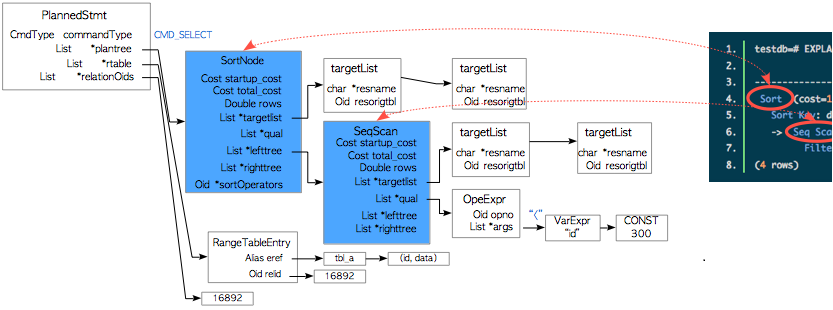 PlannedStmt
CmdType commandType
CMD_SELECT
List *plantree
List *rtable
List *relationOids
SortNode
Cost startup_cost
Cost total_cost
Double rows
List *targetlist
List *qual
List *lefttree
List *righttree
Oid *sortOperators
targetList
char *resname
Oid resorigtbl
targetList
char *resname
Oid resorigtbl
SeqScan
Cost startup_cost
Cost total_cost
Double rows
List *targetlist
List *qual
List *lefttree
List *righttree
targetList
char *resname
Oid resorigtbl
targetList
char *resname
Oid resorigtbl
OpeExpr
Oid opno
List *args
“<”
VarExpr
“id”
CONST
300
RangeTableEntry
Alias eref
Oid relid
tbl_a
(id, data)
16892
16892
1. testdb=# EXPLA
2.
3. ---------------
4. Sort (cost=1
5. Sort Key: d
6. -> Seq Sca
7. Filte
8. (4 rows)